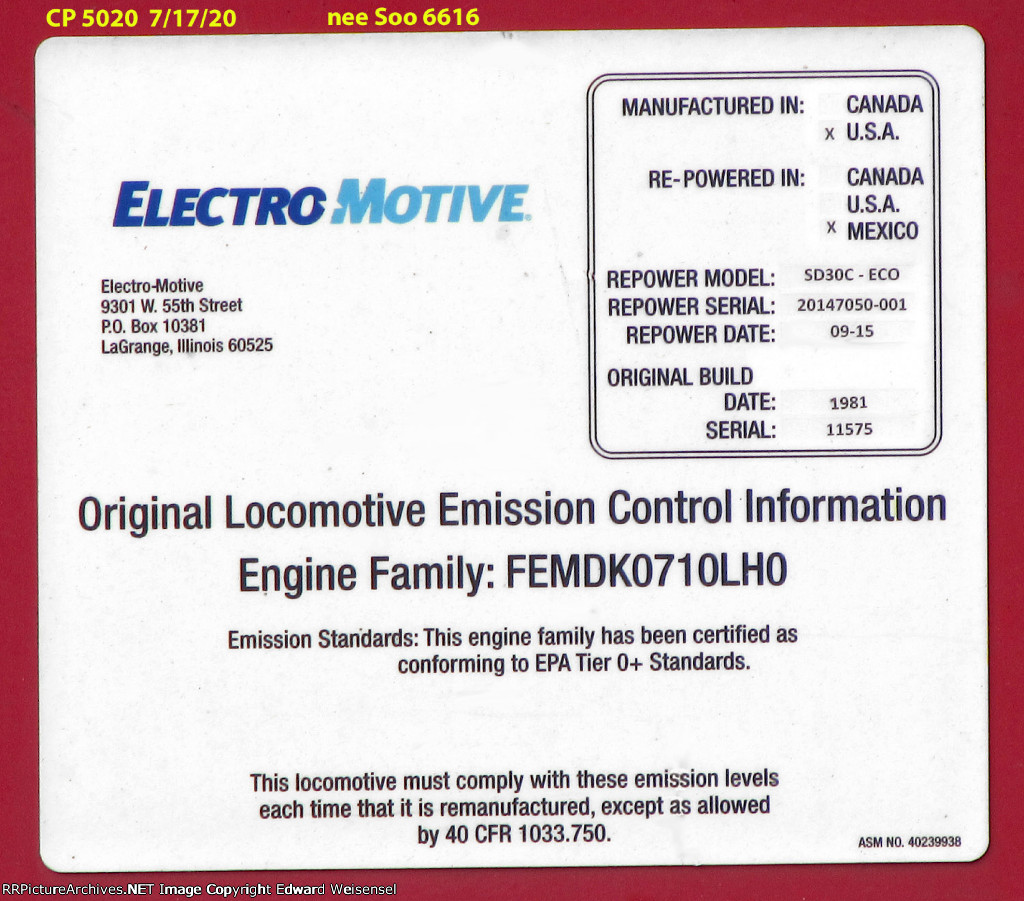 CP 5020 7/17/20 nee Soo 6616
MANUFACTURED IN: CANADA
x U.S.A.
RE-POWERED IN: CANADA
U.S.A.
x MEXICO
REPOWER MODEL: SD30C - ECO
REPOWER SERIAL: 20147050-001
REPOWER DATE: 09-15
ORIGINAL BUILD
DATE: 1981
SERIAL: 11575
ELECTRO MOTIVE®
Electro-Motive
9301 W. 55th Street
P.O. Box 10381
LaGrange, Illinois 60525
Original Locomotive Emission Control Information
Engine Family: FEMDK0710LH0
Emission Standards: This engine family has been certified as
conforming to EPA Tier 0+ Standards.
This locomotive must comply with these emission levels
each time that it is remanufactured, except as allowed
by 40 CFR 1033.750.
ASM NO. 40239938
RRPictureArchives.NET Image Copyright Edward Weisensel